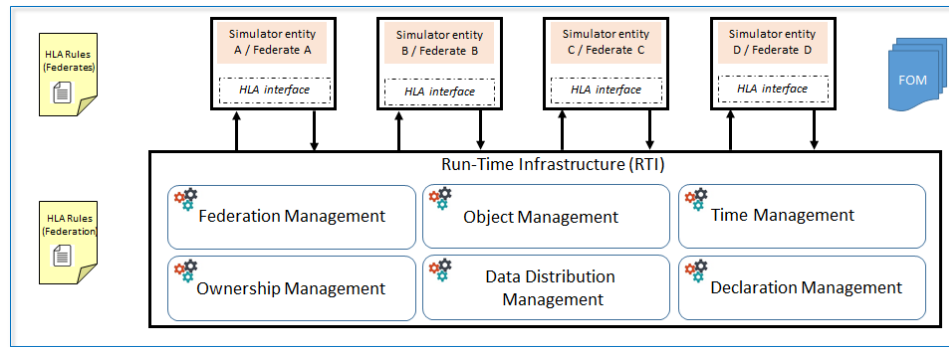 HLA Rules
(Federates)
Simulator entity
A / Federate A
HLA interface
Simulator entity
B / Federate B
HLA interface
Simulator entity
C / Federate C
HLA interface
Simulator entity
D / Federate D
HLA interface
FOM
Run-Time Infrastructure (RTI)
HLA Rules
(Federation)
Federation Management
Object Management
Time Management
Ownership Management
Data Distribution
Management
Declaration Management